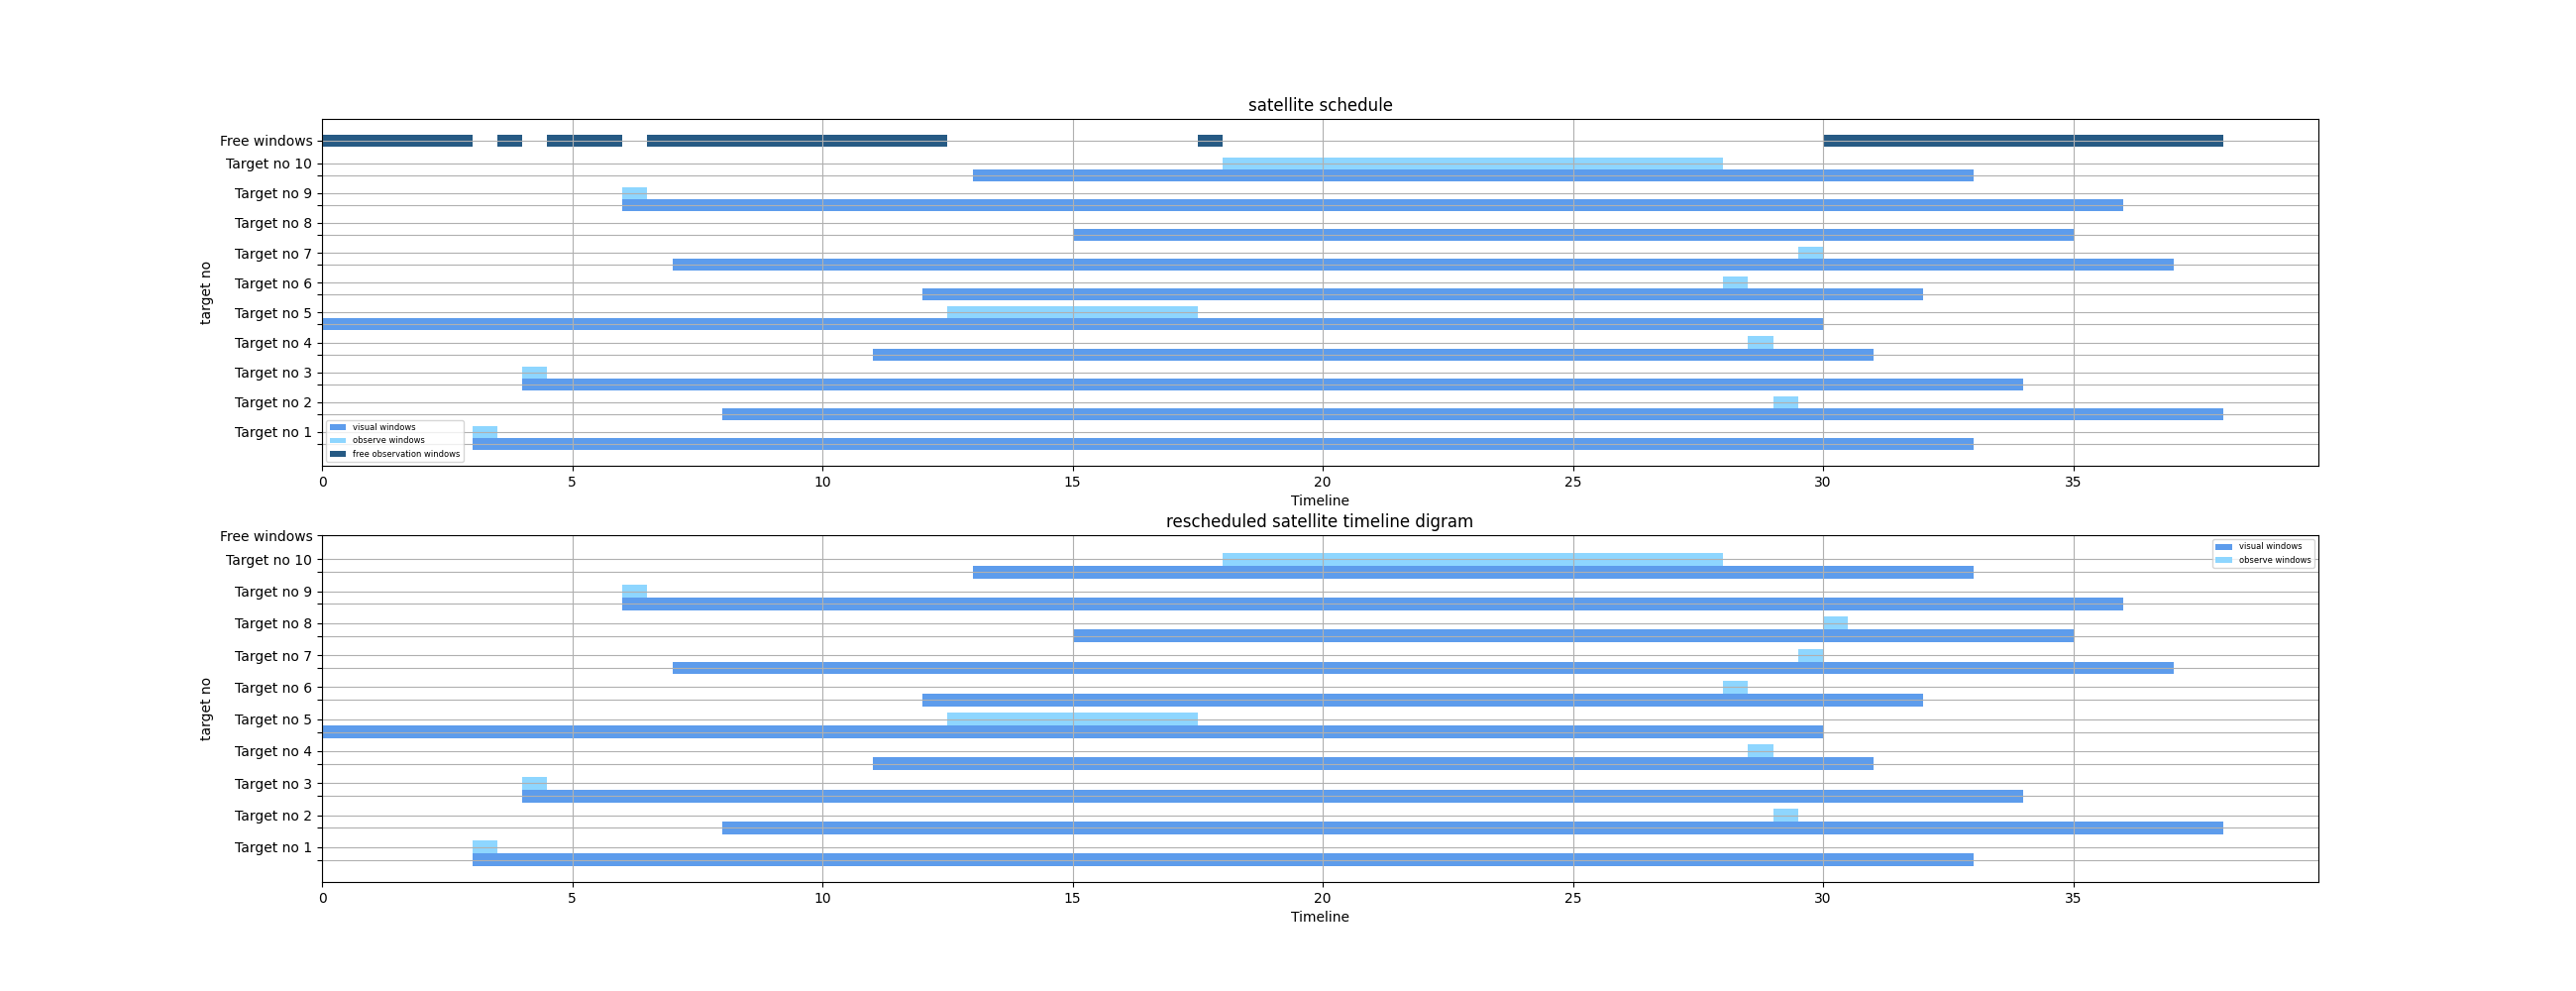 satellite schedule
Free windows
Target no 10
Target no 9
Target no 8
Target no 7
Target no 6
Target no 5
Target no 4
Target no 3
Target no 2
Target no 1
target no
visual windows
observe windows
free observation windows
0 5 10 15 20 25 30 35
Timeline
rescheduled satellite timeline digram
Free windows
Target no 10
Target no 9
Target no 8
Target no 7
Target no 6
Target no 5
Target no 4
Target no 3
Target no 2
Target no 1
target no
visual windows
observe windows
0 5 10 15 20 25 30 35
Timeline